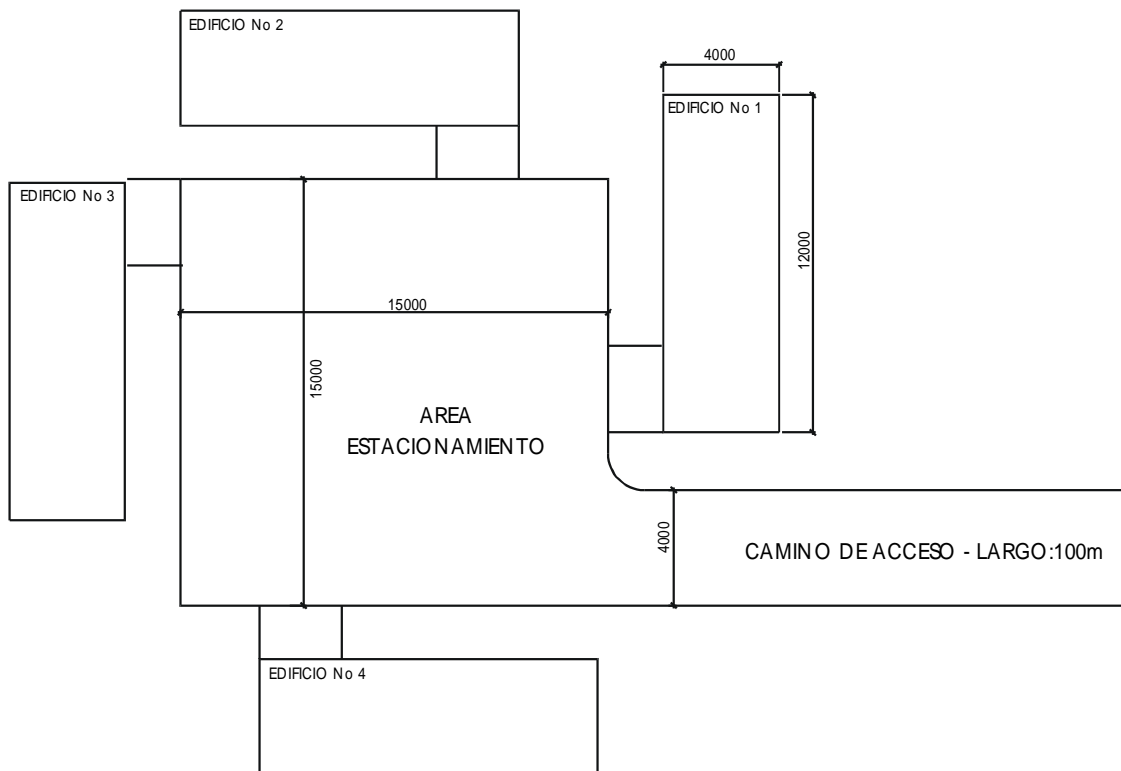 EDIFICIO No 2
4000
EDIFICIO No 1
12000
EDIFICIO No 3
15000
15000
AREA
ESTACIONAMIENTO
4000
CAMINO DE ACCESO - LARGO:100m
EDIFICIO No 4